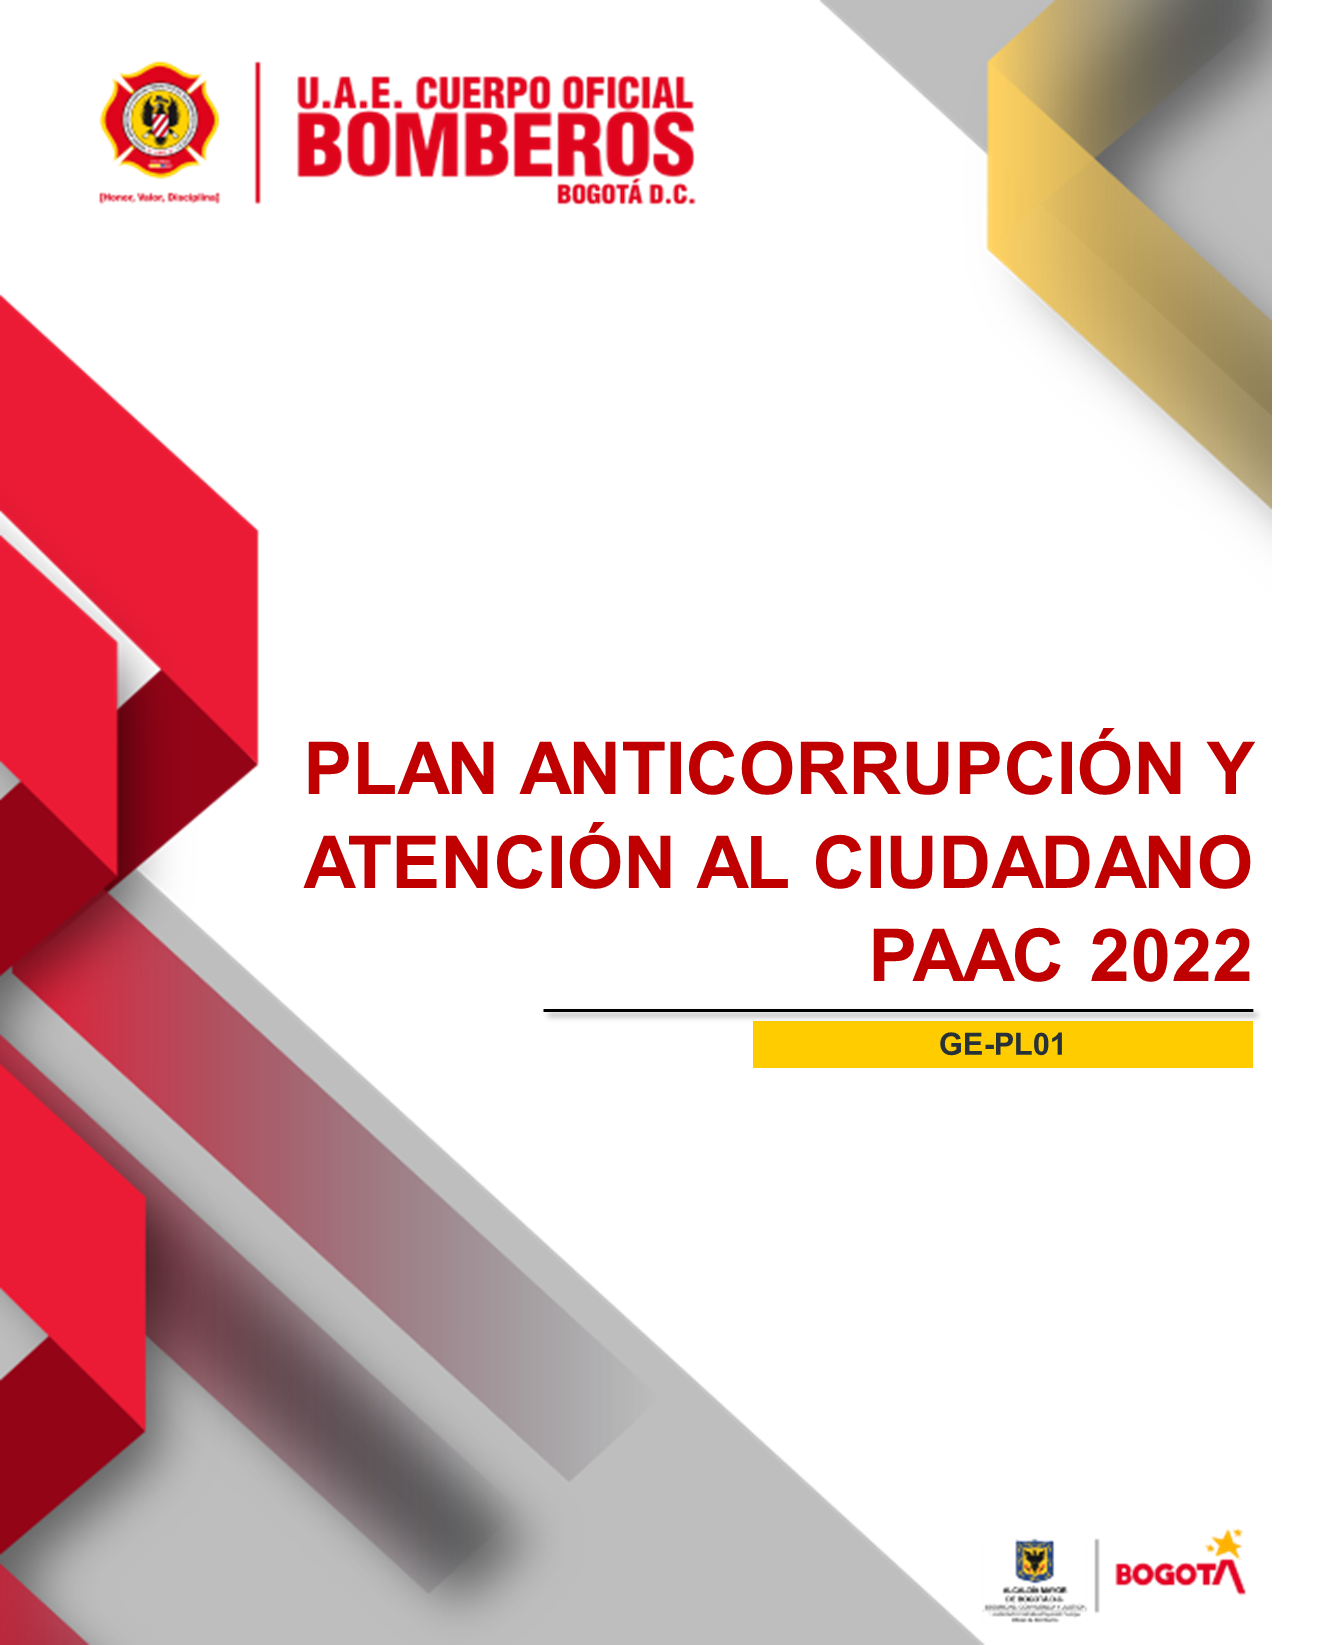 U.A.E. CUERPO OFICIAL
BOMBEROS
BOGOTÁ D.C.
[Honor, Valor, Disciplina]
PLAN ANTICORRUPCIÓN Y
ATENCIÓN AL CIUDADANO
PAAC 2022
GE-PL01
ALCALDÍA MAYOR
DE BOGOTÁ D.C.
BOGOTÁ